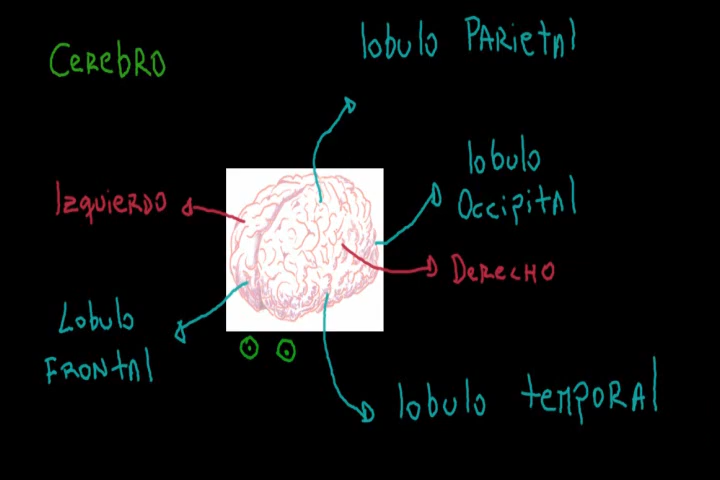 CEREBRO
lobulo PARIETAl
Izquierdo
lobulo
Occipital
DERECHO
Lobulo
FRONtAl
lobulo tEMPORAl